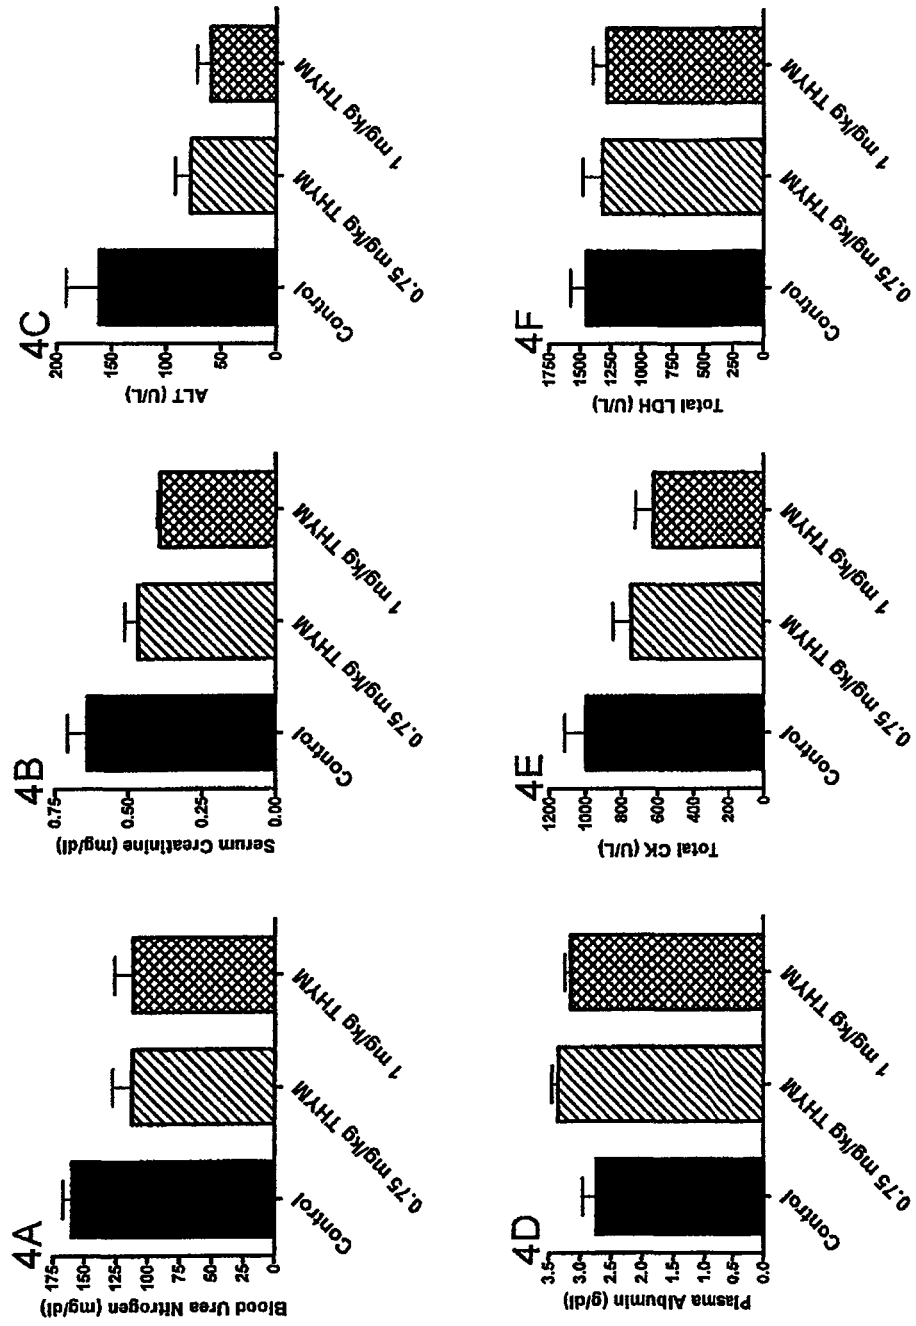 4A
Blood Urea Nitrogen (mg/dl)
175
150
125
100
75
50
25
0
Control
0.75 mg/kg THYM
1 mg/kg THYM
4B
Serum Creatinine (mg/dl)
0.75
0.50
0.25
0.00
Control
0.75 mg/kg THYM
1 mg/kg THYM
4C
ALT (U/L)
200
150
100
50
0
Control
0.75 mg/kg THYM
1 mg/kg THYM
4D
Plasma Albumin (g/dl)
3.5
3.0
2.5
2.0
1.5
1.0
0.5
0.0
Control
0.75 mg/kg THYM
1 mg/kg THYM
4E
Total CK (U/L)
1200
1000
800
600
400
200
0
Control
0.75 mg/kg THYM
1 mg/kg THYM
4F
Total LDH (U/L)
1750
1500
1250
1000
750
500
250
0
Control
0.75 mg/kg THYM
1 mg/kg THYM